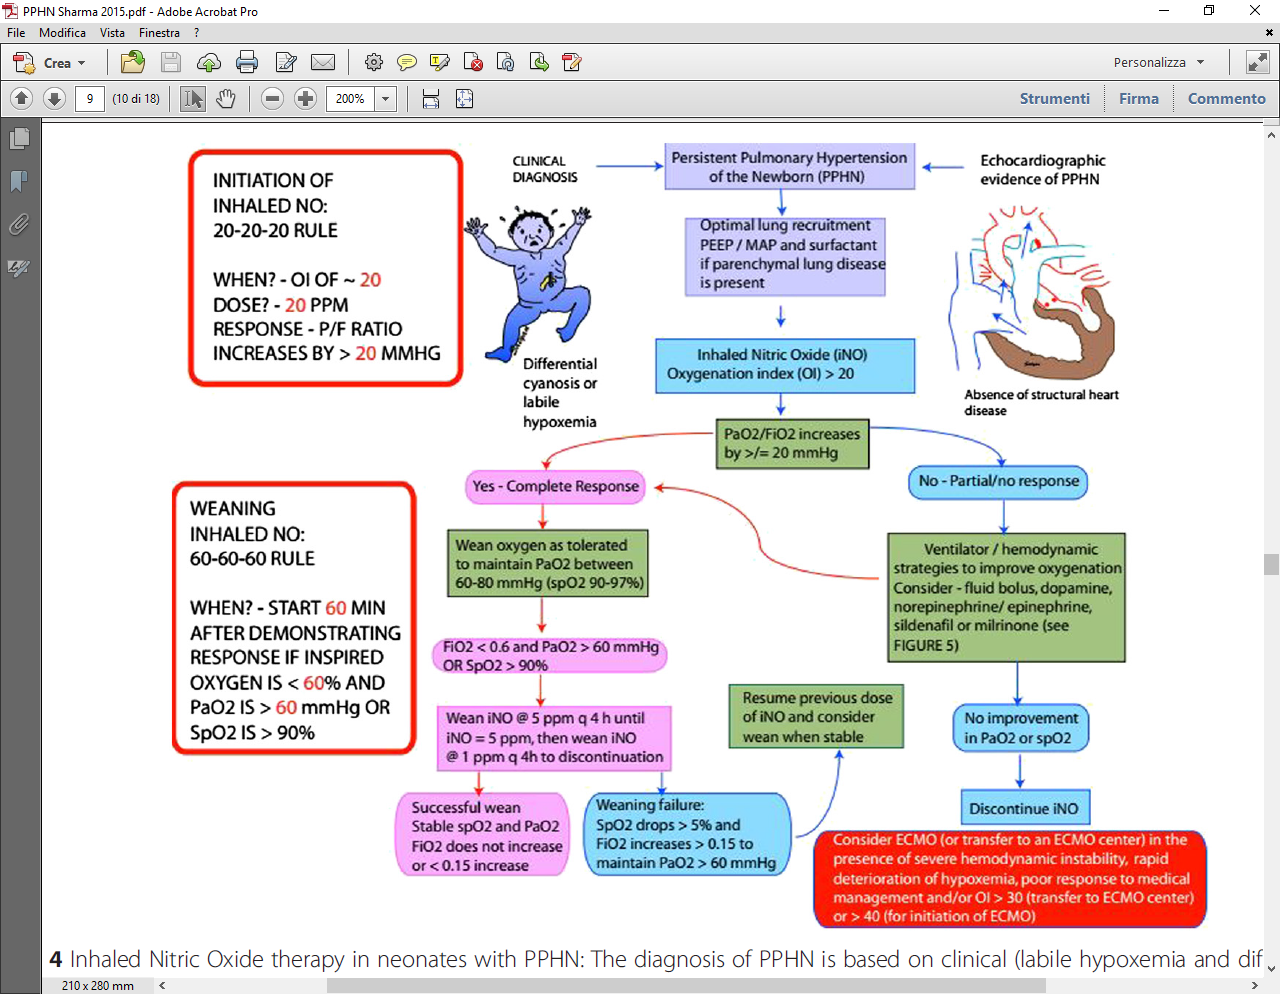 PPHN Sharma 2015.pdf - Adobe Acrobat Pro
File Modifica Vista Finestra ?
Crea
Personalizza
9 (10 di 18)
200%
Strumenti Firma Commento
INITIATION OF
INHALED NO:
20-20-20 RULE
WHEN? - OI OF ~ 20
DOSE? - 20 PPM
RESPONSE - P/F RATIO
INCREASES BY > 20 MMHG
CLINICAL
DIAGNOSIS
Persistent Pulmonary Hypertension
of the Newborn (PPHN)
Echocardiographic
evidence of PPHN
Optimal lung recruitment
PEEP / MAP and surfactant
if parenchymal lung disease
is present
Differential
cyanosis or
labile
hypoxemia
Inhaled Nitric Oxide (iNO)
Oxygenation index (OI) > 20
Absence of structural heart
disease
PaO2/FiO2 increases
by >/= 20 mmHg
Yes - Complete Response
No - Partial/no response
WEANING
INHALED NO:
60-60-60 RULE
WHEN? - START 60 MIN
AFTER DEMONSTRATING
RESPONSE IF INSPIRED
OXYGEN IS < 60% AND
PaO2 IS > 60 mmHg OR
SpO2 IS > 90%
Wean oxygen as tolerated
to maintain PaO2 between
60-80 mmHg (spO2 90-97%)
Ventilator / hemodynamic
strategies to improve oxygenation
Consider - fluid bolus, dopamine,
norepinephrine/ epinephrine,
sildenafil or milrinone (see
FIGURE 5)
FiO2 < 0.6 and PaO2 > 60 mmHg
OR SpO2 > 90%
Wean iNO @ 5 ppm q 4 h until
iNO = 5 ppm, then wean iNO
@ 1 ppm q 4h to discontinuation
Resume previous dose
of iNO and consider
wean when stable
No improvement
in PaO2 or spO2
Successful wean
Stable spO2 and PaO2
FiO2 does not increase
or < 0.15 increase
Weaning failure:
SpO2 drops > 5% and
FiO2 increases > 0.15 to
maintain PaO2 > 60 mmHg
Discontinue iNO
Consider ECMO (or transfer to an ECMO center) in the
presence of severe hemodynamic instability, rapid
deterioration of hypoxemia, poor response to medical
management and/or OI > 30 (transfer to ECMO center)
or > 40 (for initiation of ECMO)
4 Inhaled Nitric Oxide therapy in neonates with PPHN: The diagnosis of PPHN is based on clinical (labile hypoxemia and dif
210 x 280 mm